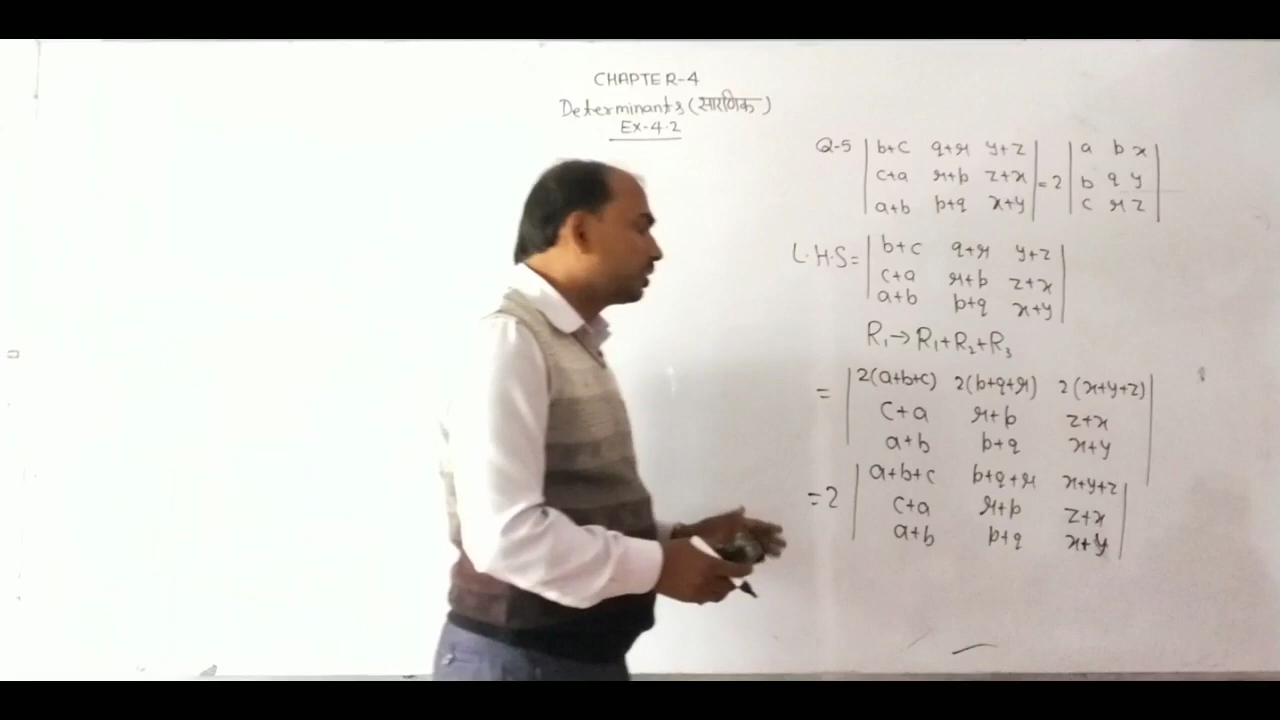 CHAPTER-4
Determinants (सारणिक)
Ex-4.2
Q-5 | b+c q+r y+z | = 2 | a b x |
| c+a r+p z+x | | b q y |
| a+b p+q x+y | | c r z |
L.H.S = | b+c q+r y+z |
| c+a r+p z+x |
| a+b p+q x+y |
R₁→R₁+R₂+R₃
= | 2(a+b+c) 2(p+q+r) 2(x+y+z) |
| c+a r+p z+x |
| a+b p+q x+y |
=2 | a+b+c p+q+r x+y+z |
| c+a r+p z+x |
| a+b p+q x+y |